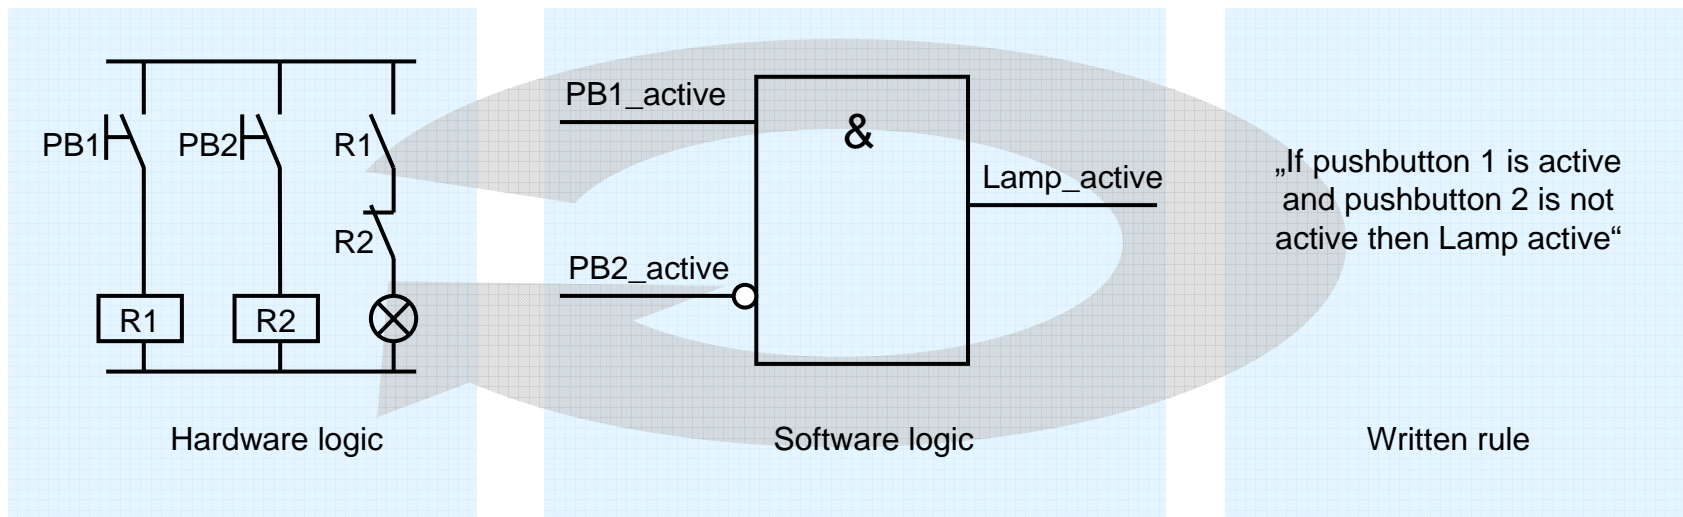 PB1
PB2
R1
R2
R1
R2
Hardware logic
PB1_active
&
Lamp_active
PB2_active
Software logic
„If pushbutton 1 is active
and pushbutton 2 is not
active then Lamp active“
Written rule